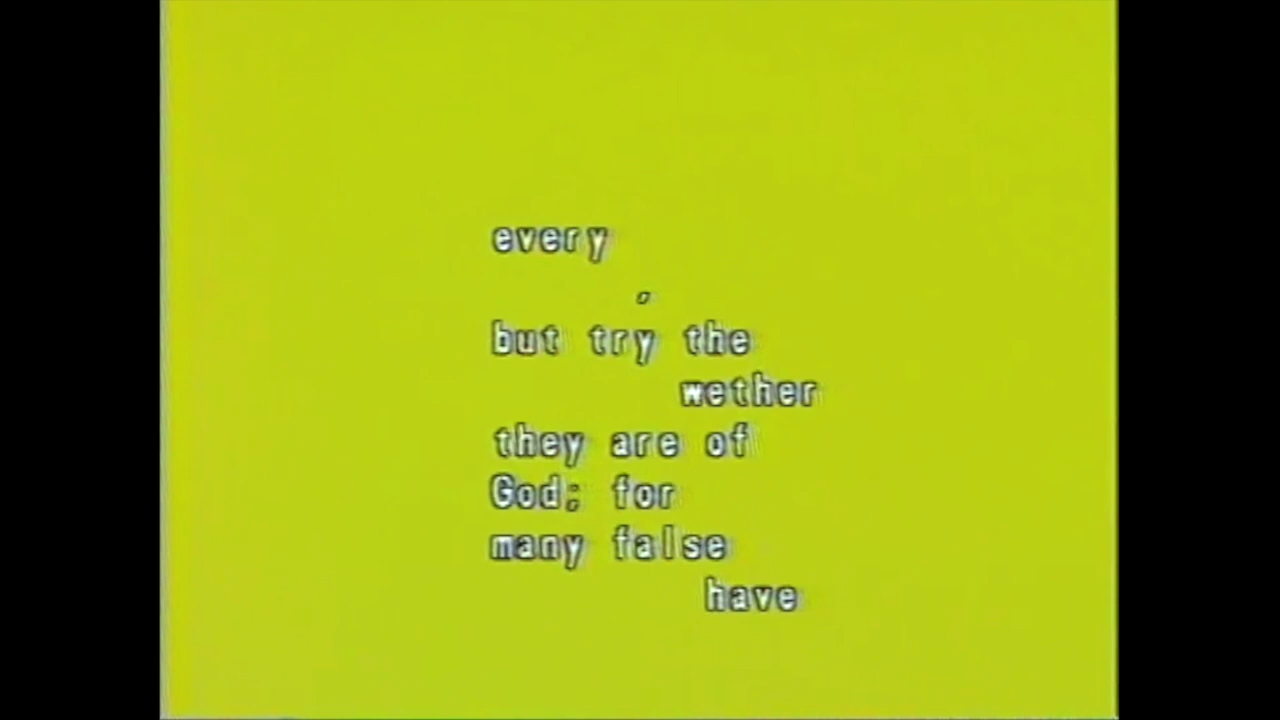 every
,
but try the
wether
they are of
God; for
many false
have